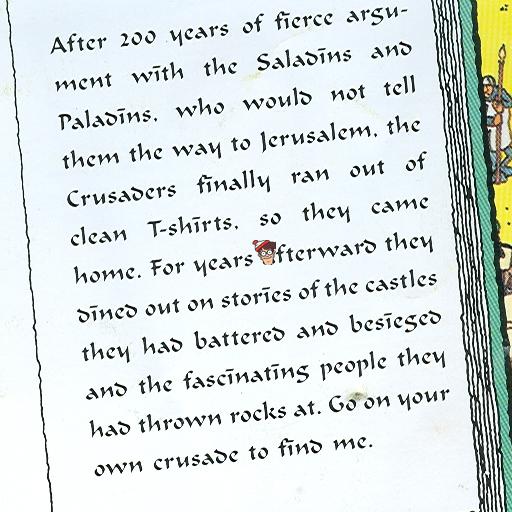 After 200 years of fierce argu-
ment with the Saladins and
Paladins, who would not tell
them the way to Jerusalem, the
Crusaders finally ran out of
clean T-shirts, so they came
home. For years fterward they
dined out on stories of the castles
they had battered and besieged
and the fascinating people they
had thrown rocks at. Go on your
own crusade to find me.